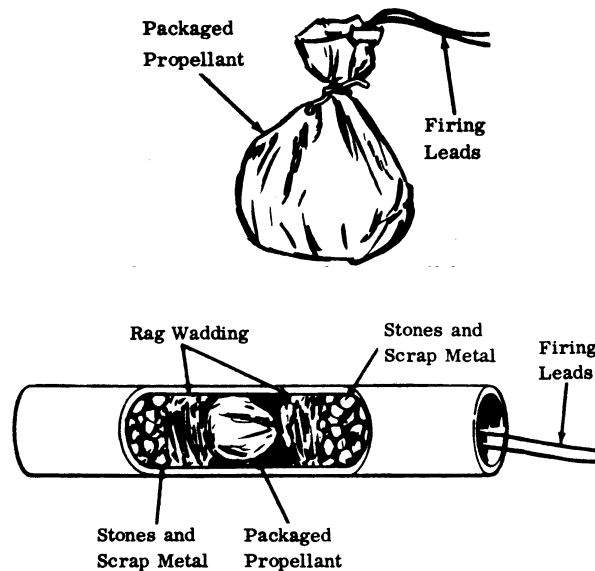 Packaged
Propellant
Firing
Leads
Rag Wadding
Stones and
Scrap Metal
Firing
Leads
Stones and
Scrap Metal
Packaged
Propellant